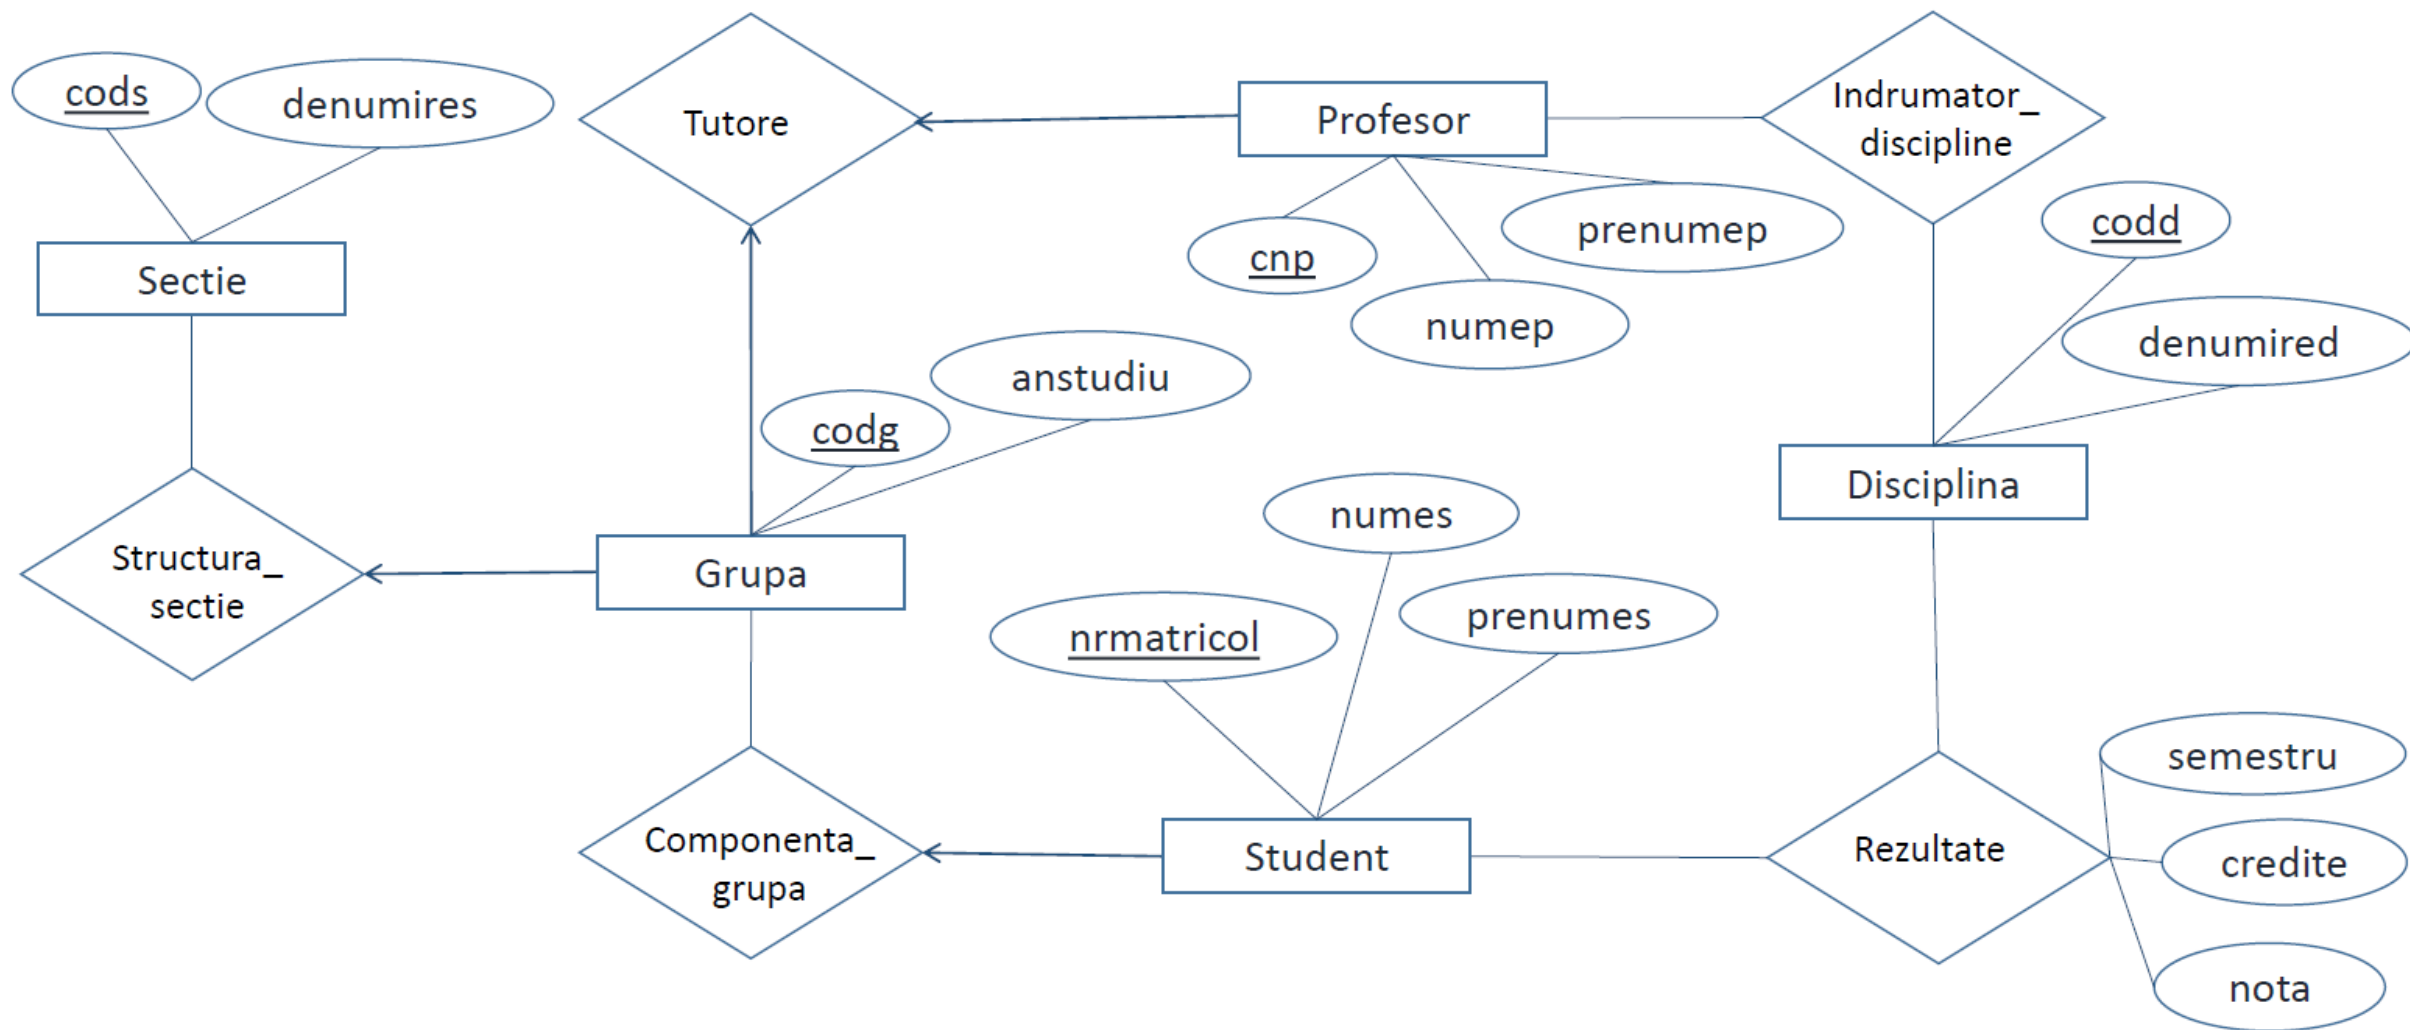 cods
denumires
Tutore
Profesor
Indrumator_
discipline
Sectie
cnp
prenumep
codd
numep
denumired
anstudiu
codg
Disciplina
numes
Structura_
sectie
Grupa
nrmatricol
prenumes
semestru
Componenta_
grupa
Student
Rezultate
credite
nota